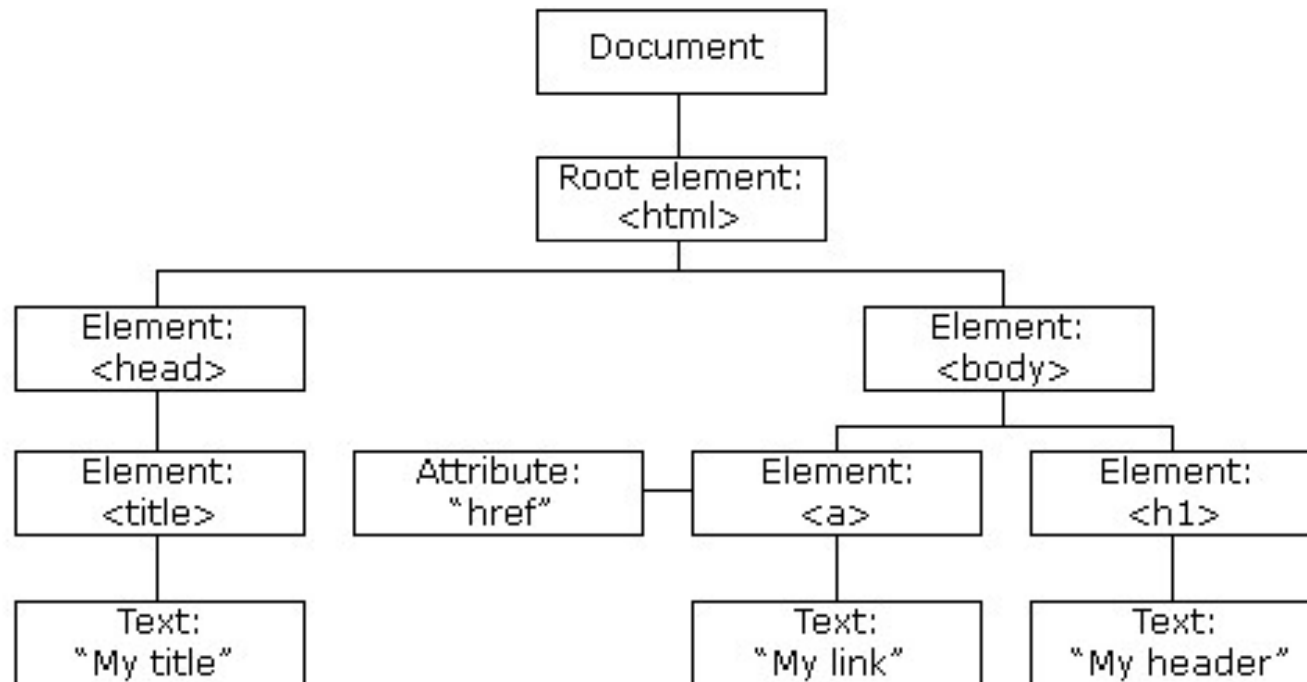 Document
Root element:
<html>
Element:
<head>
Element:
<body>
Element:
<title>
Attribute:
“href”
Element:
<a>
Element:
<h1>
Text:
“My title”
Text:
“My link”
Text:
“My header”